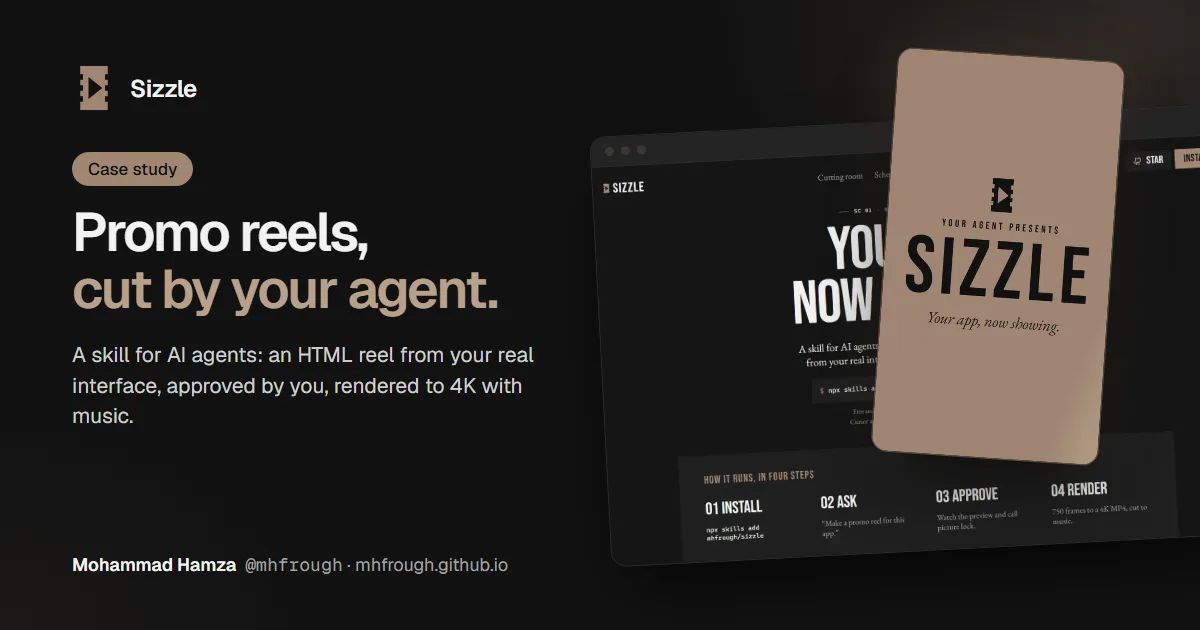 Sizzle
Case study
Promo reels,
cut by your agent.
A skill for AI agents: an HTML reel from your real
interface, approved by you, rendered to 4K with
music.
Mohammad Hamza @mhfrough · mhfrough.github.io
SIZZLE
Cutting room
STAR
SC 01
NOW
A skill for AI agents
from your real
$ npx skills
HOW IT RUNS, IN FOUR STEPS
01 INSTALL
npx skills add
mhfrough/sizzle
02 ASK
"Make a promo reel for this
app."
03 APPROVE
Watch the preview and call
picture lock.
04 RENDER
750 frames to a 4K MP4, cut to
music.
YOUR AGENT PRESENTS
SIZZLE
Your app, now showing.